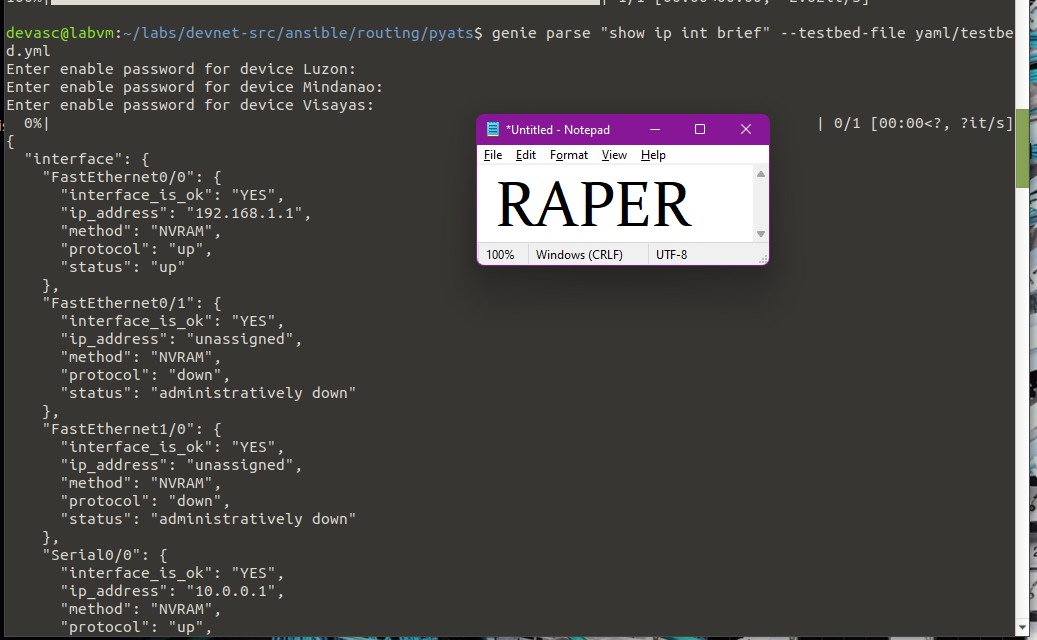 devasc@labvm:~/labs/devnet-src/ansible/routing/pyats$ genie parse "show ip int brief" --testbed-file yaml/testbe
d.yml
Enter enable password for device Luzon:
Enter enable password for device Mindanao:
Enter enable password for device Visayas:
0%| | 0/1 [00:00<?, ?it/s]
{
  "interface": {
    "FastEthernet0/0": {
      "interface_is_ok": "YES",
      "ip_address": "192.168.1.1",
      "method": "NVRAM",
      "protocol": "up",
      "status": "up"
    },
    "FastEthernet0/1": {
      "interface_is_ok": "YES",
      "ip_address": "unassigned",
      "method": "NVRAM",
      "protocol": "down",
      "status": "administratively down"
    },
    "FastEthernet1/0": {
      "interface_is_ok": "YES",
      "ip_address": "unassigned",
      "method": "NVRAM",
      "protocol": "down",
      "status": "administratively down"
    },
    "Serial0/0": {
      "interface_is_ok": "YES",
      "ip_address": "10.0.0.1",
      "method": "NVRAM",
      "protocol": "up",
*Untitled - Notepad
File Edit Format View Help
RAPER
100% Windows (CRLF) UTF-8